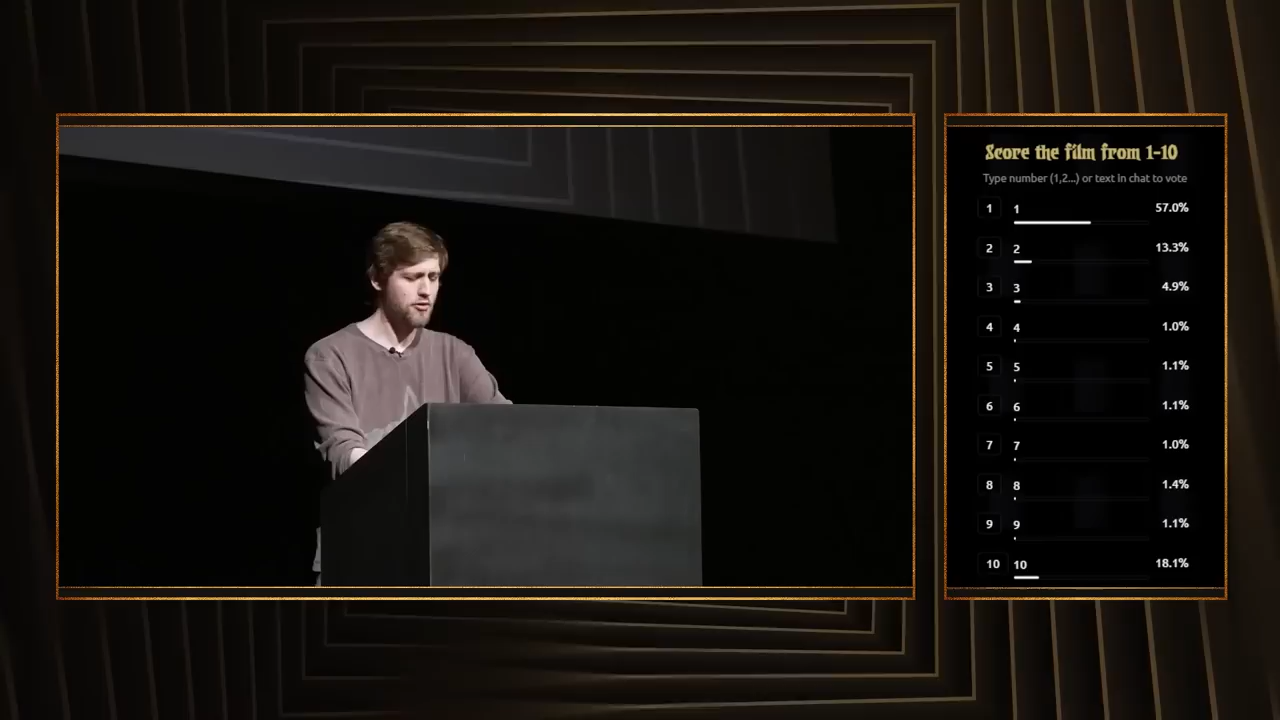 Score the film from 1-10
Type number (1,2...) or text in chat to vote
1 1 57.0%
2 2 13.3%
3 3 4.9%
4 4 1.0%
5 5 1.1%
6 6 1.1%
7 7 1.0%
8 8 1.4%
9 9 1.1%
10 10 18.1%